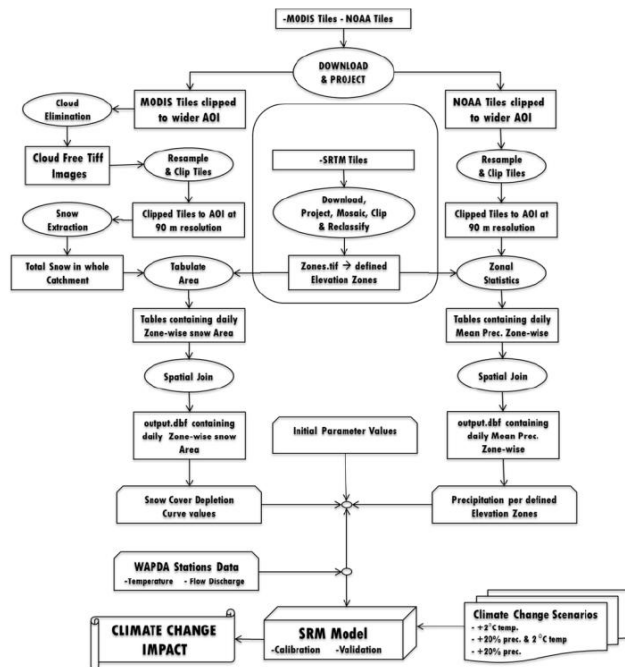 -MODIS Tiles - NOAA Tiles
DOWNLOAD
& PROJECT
Cloud
Elimination
MODIS Tiles clipped
to wider AOI
NOAA Tiles clipped
to wider AOI
Cloud Free Tiff
Images
Resample
& Clip Tiles
-SRTM Tiles
Resample
& Clip Tiles
Download,
Project, Mosaic, Clip
& Reclassify
Snow
Extraction
Clipped Tiles to AOI at
90 m resolution
Clipped Tiles to AOI at
90 m resolution
Total Snow in whole
Catchment
Tabulate
Area
Zones.tif → defined
Elevation Zones
Zonal
Statistics
Tables containing daily
Zone-wise snow Area
Tables containing daily
Mean Prec. Zone-wise
Spatial Join
Spatial Join
output.dbf containing
daily Zone-wise snow
Area
Initial Parameter Values
output.dbf containing
daily Mean Prec.
Zone-wise
Snow Cover Depletion
Curve values
Precipitation per defined
Elevation Zones
WAPDA Stations Data
-Temperature - Flow Discharge
CLIMATE CHANGE
IMPACT
SRM Model
-Calibration -Validation
Climate Change Scenarios
- +2°C temp.
- +20% prec. & 2 °C temp
- +20% prec.